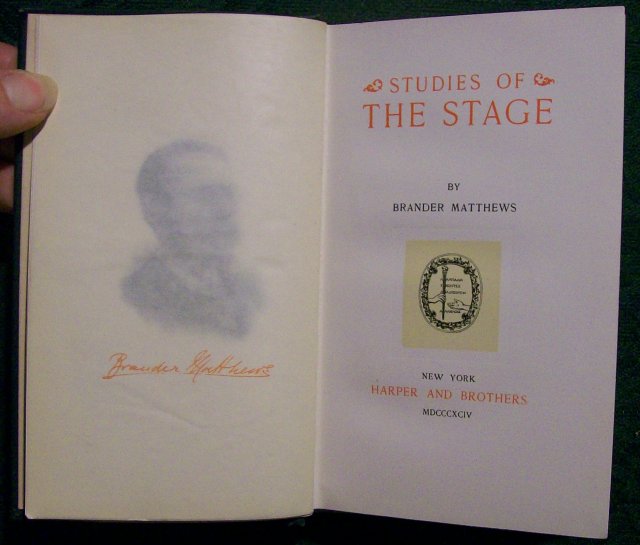 Brander Matthews
STUDIES OF
THE STAGE
BY
BRANDER MATTHEWS
NEW YORK
HARPER AND BROTHERS
MDCCCXCIV